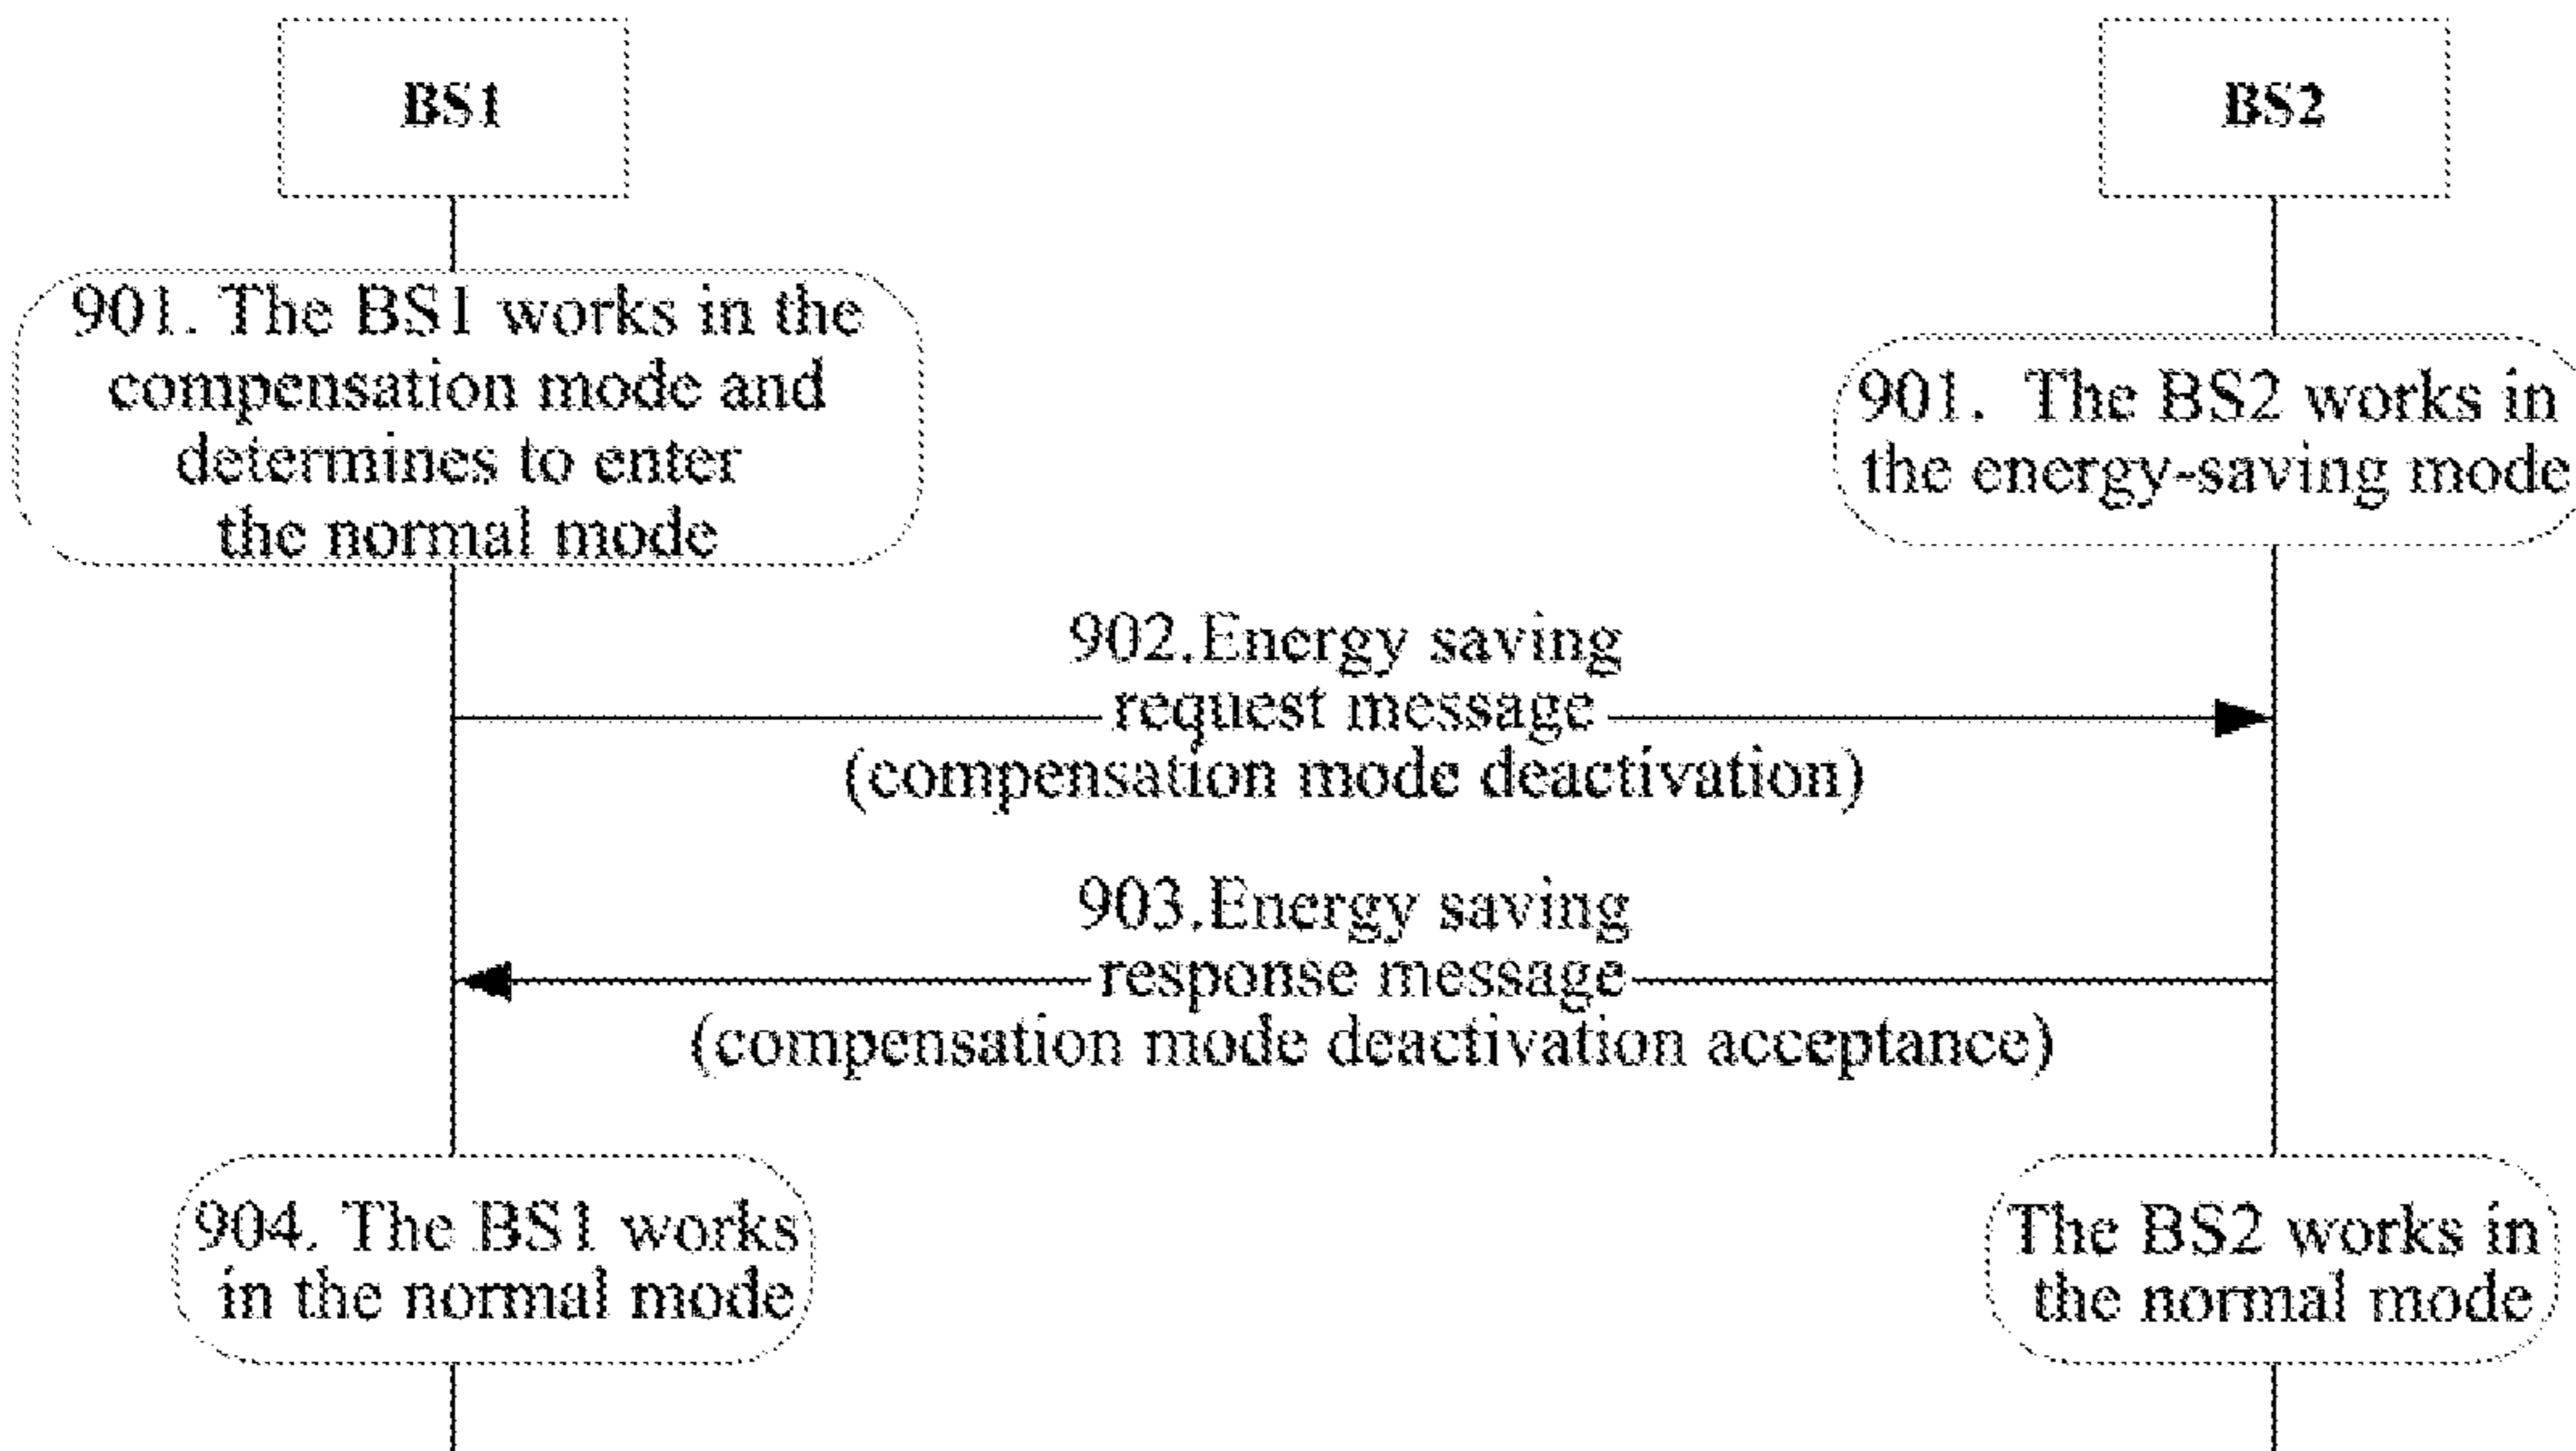 BS1
BS2
901. The BS1 works in the
compensation mode and
determines to enter
the normal mode
901. The BS2 works in
the energy-saving mode
902.Energy saving
request message
(compensation mode deactivation)
903.Energy saving
response message
(compensation mode deactivation acceptance)
904. The BS1 works
in the normal mode
The BS2 works in
the normal mode